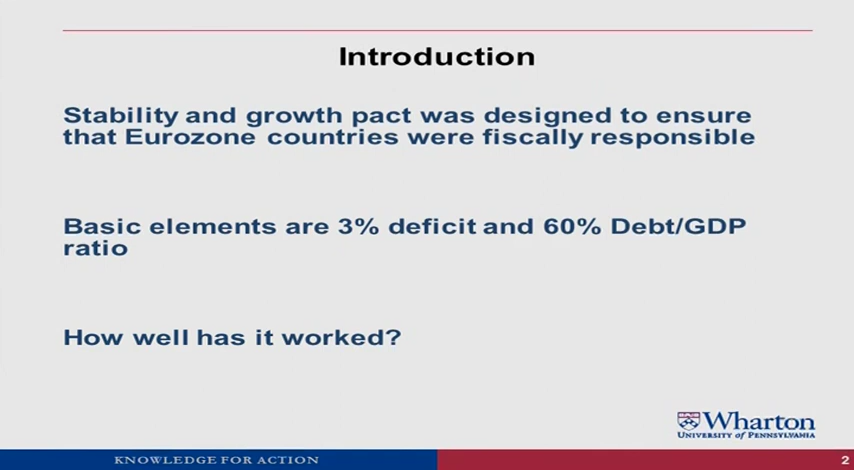 Introduction
Stability and growth pact was designed to ensure
that Eurozone countries were fiscally responsible
Basic elements are 3% deficit and 60% Debt/GDP
ratio
How well has it worked?
Wharton
UNIVERSITY of PENNSYLVANIA
KNOWLEDGE FOR ACTION
2